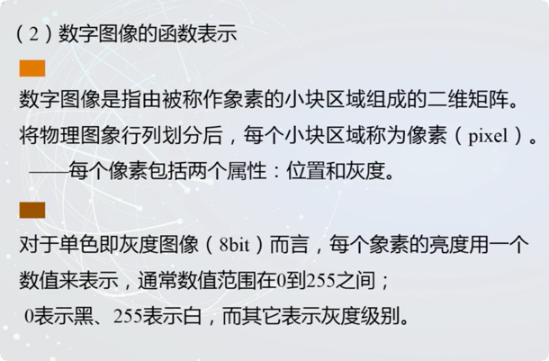 （2）数字图像的函数表示
数字图像是指由被称作象素的小块区域组成的二维矩阵。
将物理图象行列划分后，每个小块区域称为像素（pixel）。
——每个像素包括两个属性：位置和灰度。
对于单色即灰度图像（8bit）而言，每个象素的亮度用一个
数值来表示，通常数值范围在0到255之间；
0表示黑、255表示白，而其它表示灰度级别。